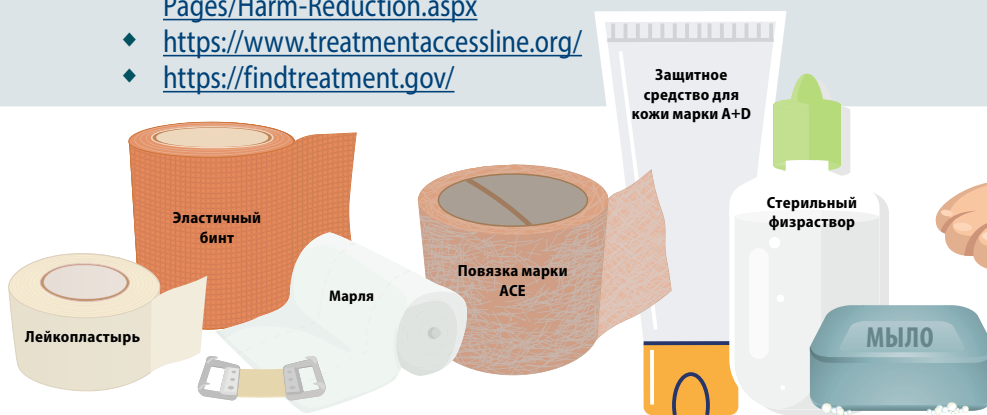 Pages/Harm-Reduction.aspx
https://www.treatmentaccessline.org/
https://findtreatment.gov/
Защитное
средство для
кожи марки A+D
Эластичный
бинт
Стерильный
физраствор
Повязка марки
ACE
Марля
Лейкопластырь
МЫЛО